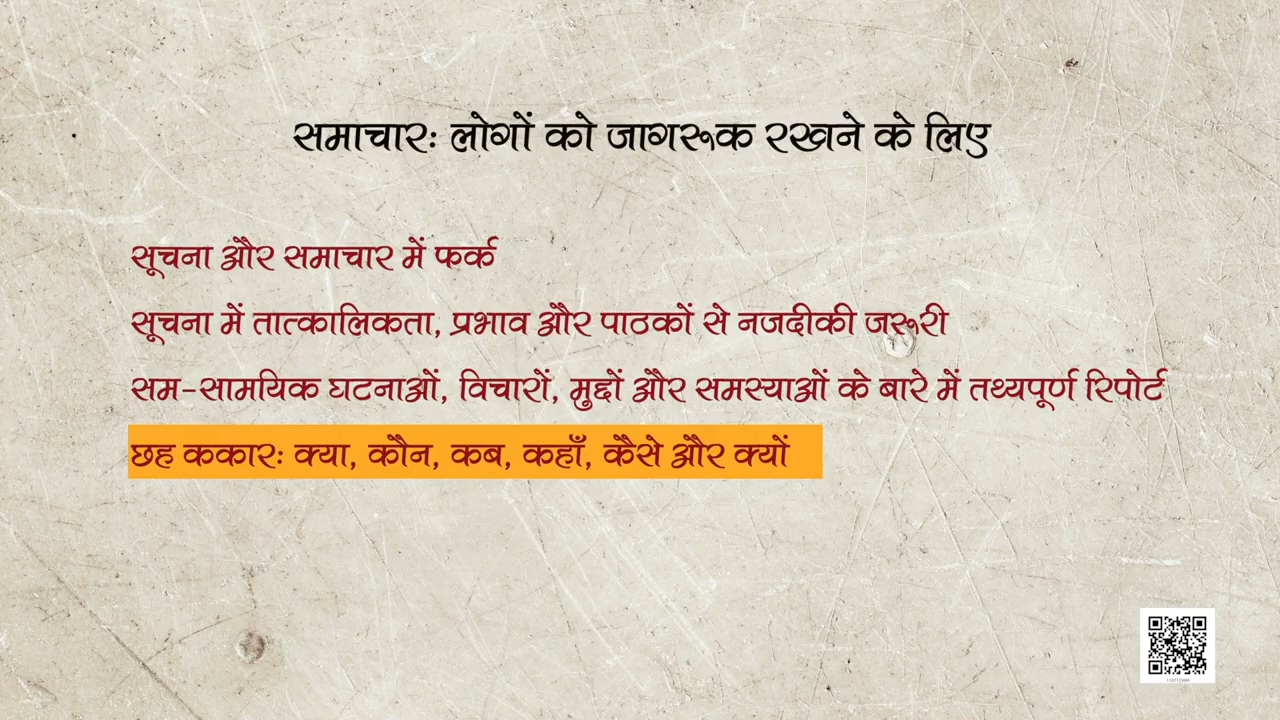 समाचार: लोगों को जागरूक रखने के लिए
सूचना और समाचार में फर्क
सूचना में तात्कालिकता, प्रभाव और पाठकों से नजदीकी जरूरी
सम-सामयिक घटनाओं, विचारों, मुद्दों और समस्याओं के बारे में तथ्यपूर्ण रिपोर्ट
छह ककार: क्या, कौन, कब, कहाँ, कैसे और क्यों